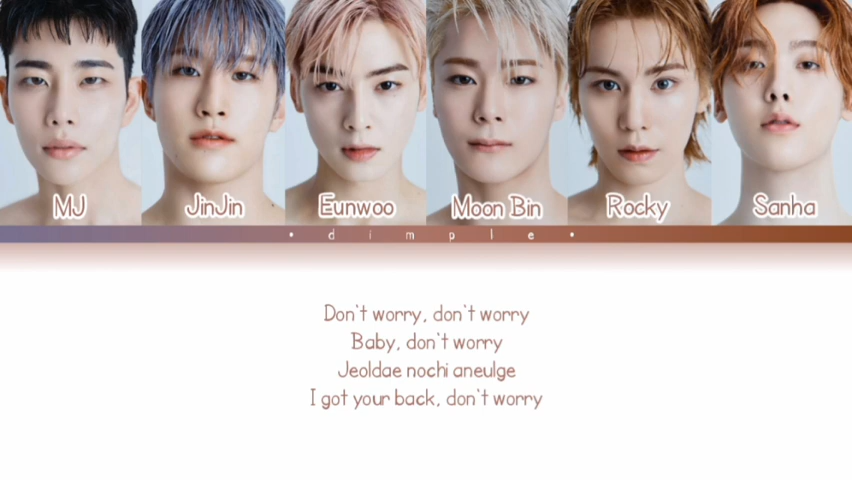 MJ JinJin Eunwoo Moon Bin Rocky Sanha
• dimple •
Don't worry, don't worry
Baby, don't worry
Jeoldae nochi aneulge
I got your back, don't worry